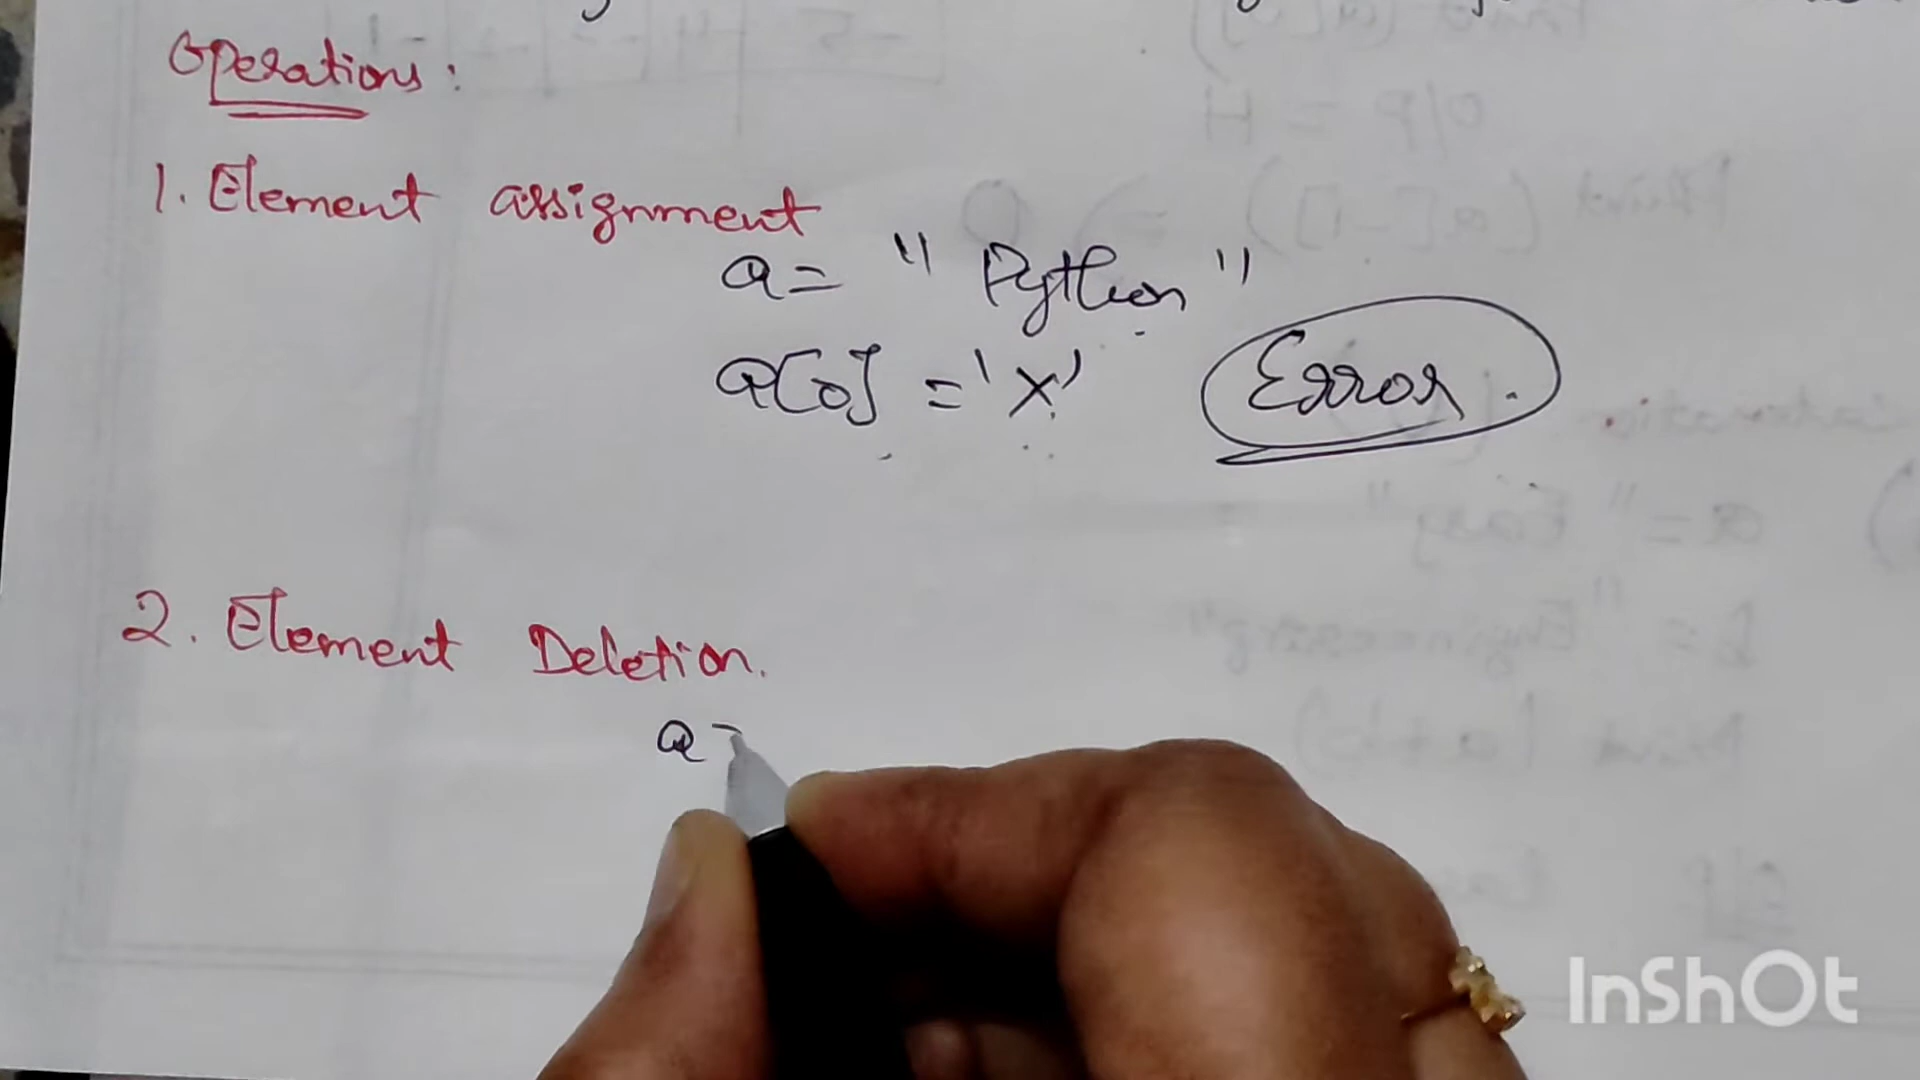 Operations :
1. Element assignment
a = " Python "
a[0] = 'X' Error.
2. Element Deletion.
a =
InShOt